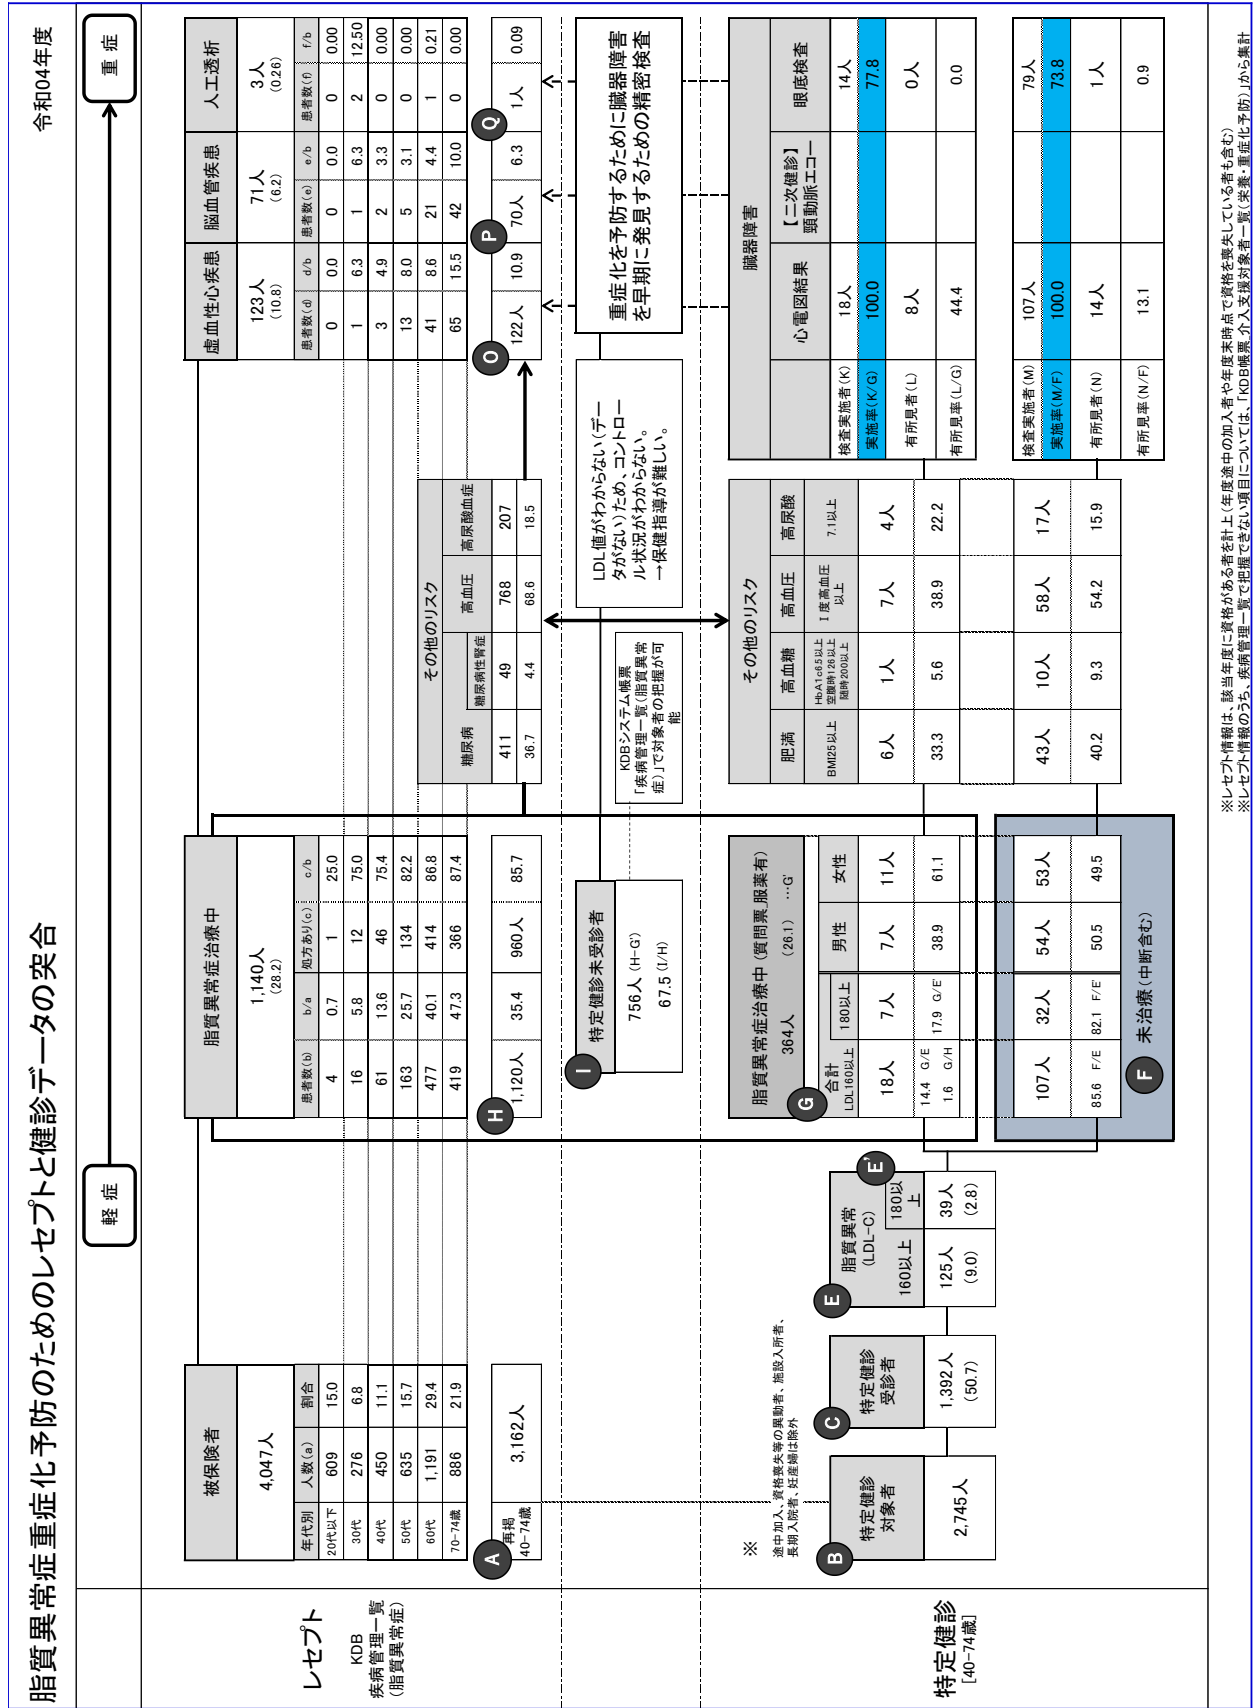 脂質異常症重症化予防のためのレセプトと健診データの突合
令和04年度
軽症
重症
レセプト
KDB
疾病管理一覧
（脂質異常症）
被保険者
4,047人
年代別 人数(a) 割合
20代以下 609 15.0
30代 276 6.8
40代 450 11.1
50代 635 15.7
60代 1,191 29.4
70-74歳 886 21.9
A
再掲
40-74歳
3,162人
脂質異常症治療中
1,140人
(28.2)
患者数(b) b/a 処方あり(c) c/b
4 0.7 1 25.0
16 5.8 12 75.0
61 13.6 46 75.4
163 25.7 134 82.2
477 40.1 414 86.8
419 47.3 366 87.4
H
1,120人 35.4 960人 85.7
その他のリスク
糖尿病 糖尿病性腎症 高血圧 高尿酸血症
411 49 768 207
36.7 4.4 68.6 18.5
虚血性心疾患 脳血管疾患 人工透析
123人 71人 3人
(10.8) (6.2) (0.26)
患者数(d) d/b 患者数(e) e/b 患者数(f) f/b
0 0.0 0 0.0 0 0.00
1 6.3 1 6.3 2 12.50
3 4.9 2 3.3 0 0.00
13 8.0 5 3.1 0 0.00
41 8.6 21 4.4 1 0.21
65 15.5 42 10.0 0 0.00
O P Q
122人 10.9 70人 6.3 1人 0.09
I
特定健診未受診者
756人 (H-G')
67.5 (I/H)
KDBシステム帳票
「疾病管理一覧（脂質異常
症）」で対象者の把握が可
能
LDL値がわからない（デー
タがない）ため、コントロー
ル状況がわからない。
→保健指導が難しい。
重症化を予防するために臓器障害
を早期に発見するための精密検査
特定健診
[40-74歳]
※
途中加入、資格喪失等の異動者、施設入所者、
長期入院者、妊産婦は除外
B
特定健診
対象者
2,745人
C
特定健診
受診者
1,392人
(50.7)
E
脂質異常
(LDL-C)
E'
160以上
180以
上
125人 39人
(9.0) (2.8)
脂質異常症治療中（質問票_服薬有）
364人 (26.1) …G'
G
合計
LDL160以上
180以上 男性 女性
18人 7人 7人 11人
14.4 G/E
1.6 G/H
17.9 G/E' 38.9 61.1
107人 32人 54人 53人
85.6 F/E 82.1 F/E' 50.5 49.5
F
未治療（中断含む）
その他のリスク
肥満 高血糖 高血圧 高尿酸
BMI25以上
HbA1c6.5以上
空腹時126以上
随時200以上
Ⅰ度高血圧
以上
7.1以上
6人 1人 7人 4人
33.3 5.6 38.9 22.2
43人 10人 58人 17人
40.2 9.3 54.2 15.9
臓器障害
心電図結果
【二次健診】
頸動脈エコー
眼底検査
検査実施者(K) 18人 14人
実施率(K/G) 100.0 77.8
有所見者(L) 8人 0人
有所見率(L/G) 44.4 0.0
検査実施者(M) 107人 79人
実施率(M/F) 100.0 73.8
有所見者(N) 14人 1人
有所見率(N/F) 13.1 0.9
※レセプト情報は、該当年度に資格がある者を計上（年度途中の加入者や年度末時点で資格を喪失している者も含む）
※レセプト情報のうち、疾病管理一覧で把握できない項目については、「KDB帳票_介入支援対象者一覧（栄養・重症化予防）」から集計